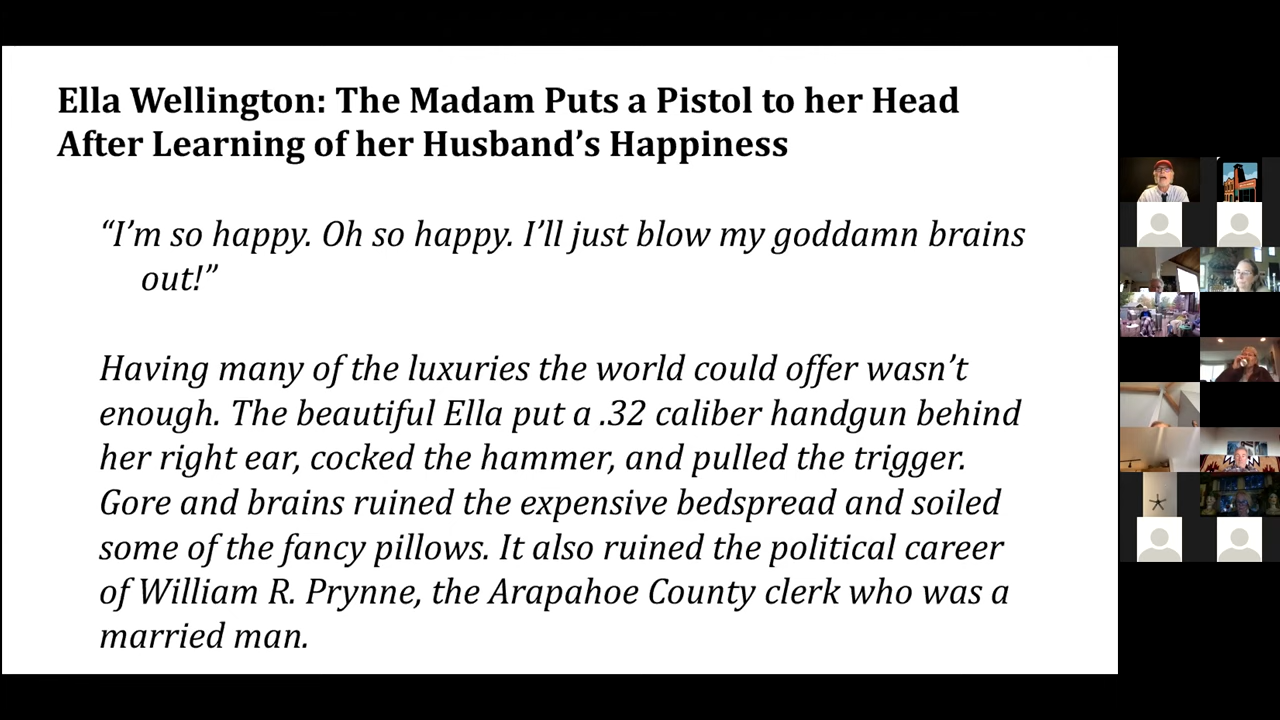 Ella Wellington: The Madam Puts a Pistol to her Head
After Learning of her Husband’s Happiness
“I’m so happy. Oh so happy. I’ll just blow my goddamn brains
out!”
Having many of the luxuries the world could offer wasn’t
enough. The beautiful Ella put a .32 caliber handgun behind
her right ear, cocked the hammer, and pulled the trigger.
Gore and brains ruined the expensive bedspread and soiled
some of the fancy pillows. It also ruined the political career
of William R. Prynne, the Arapahoe County clerk who was a
married man.